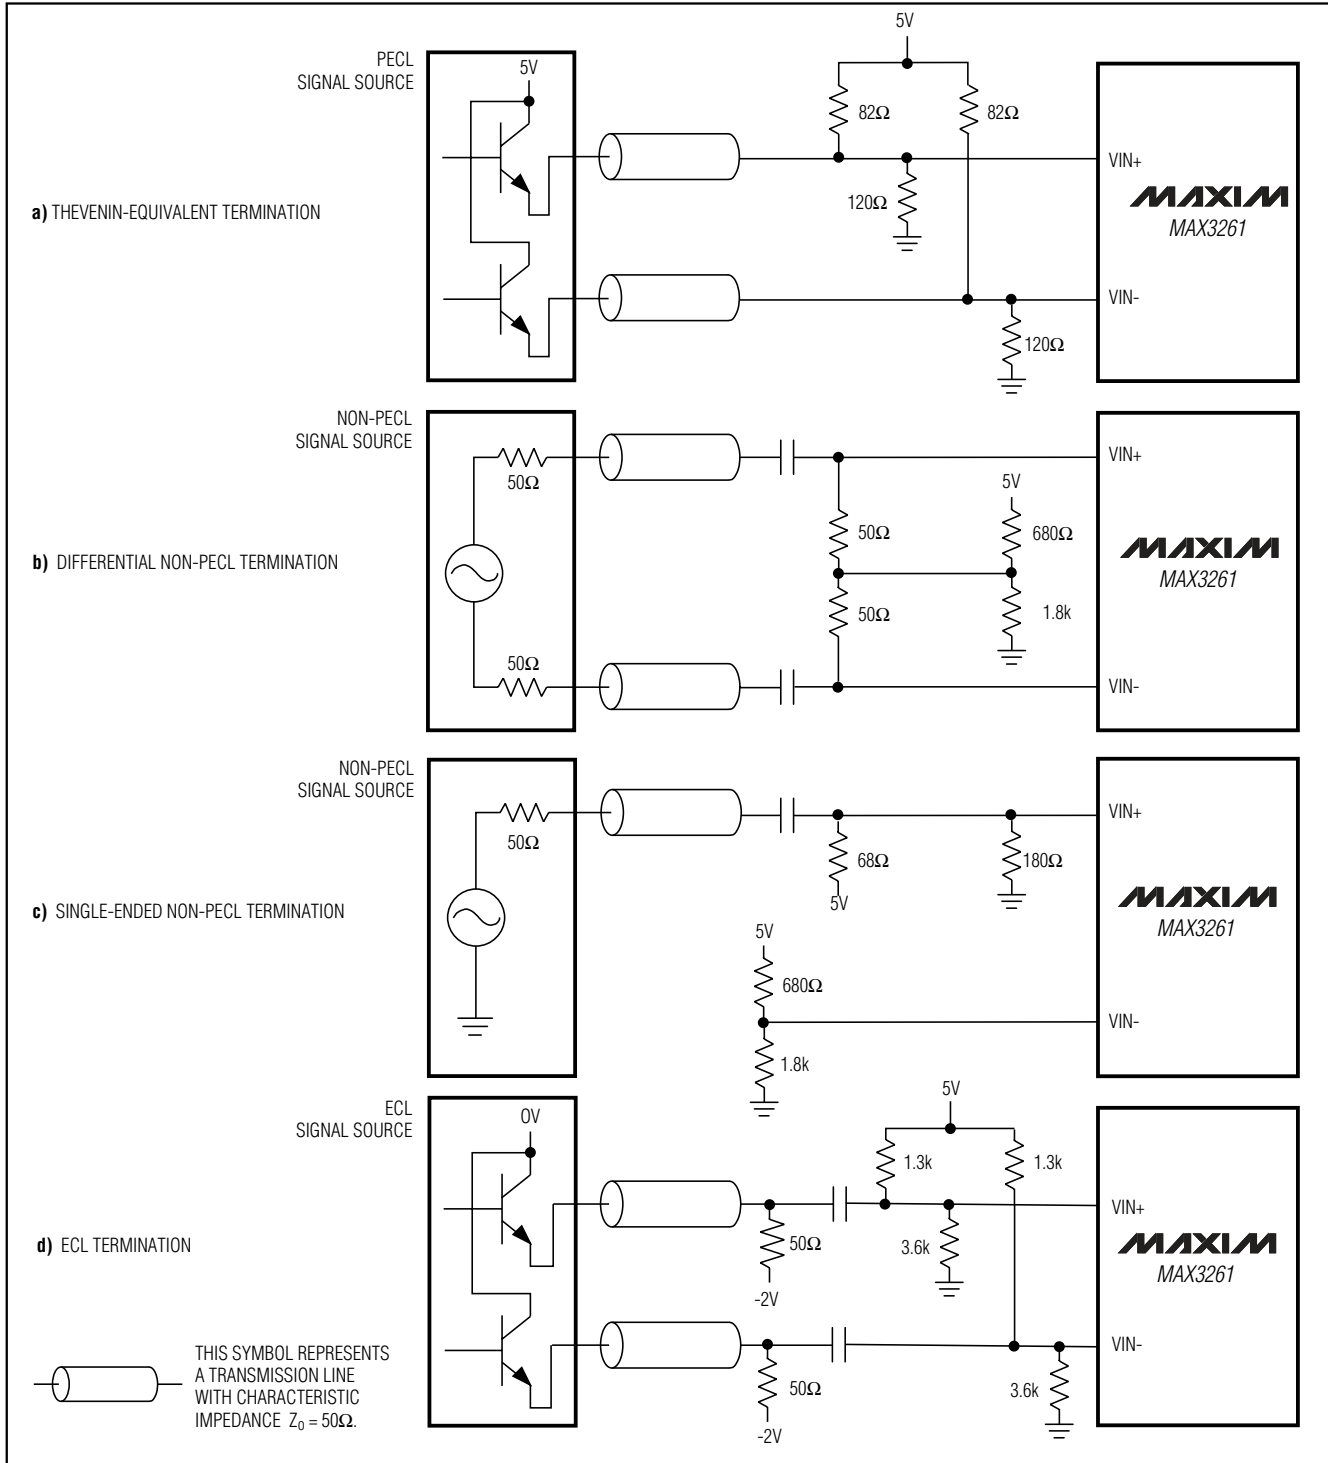 5V
PECL
SIGNAL SOURCE
5V
82Ω
82Ω
VIN+
MAXIM
MAX3261
120Ω
a) THEVENIN-EQUIVALENT TERMINATION
VIN-
120Ω
NON-PECL
SIGNAL SOURCE
50Ω
VIN+
5V
50Ω
680Ω
MAXIM
MAX3261
b) DIFFERENTIAL NON-PECL TERMINATION
50Ω
1.8k
50Ω
VIN-
NON-PECL
SIGNAL SOURCE
50Ω
VIN+
68Ω
180Ω
5V
MAXIM
MAX3261
c) SINGLE-ENDED NON-PECL TERMINATION
5V
680Ω
VIN-
1.8k
ECL
SIGNAL SOURCE
0V
5V
1.3k
1.3k
VIN+
50Ω
3.6k
MAXIM
MAX3261
d) ECL TERMINATION
-2V
VIN-
50Ω
3.6k
-2V
THIS SYMBOL REPRESENTS
A TRANSMISSION LINE
WITH CHARACTERISTIC
IMPEDANCE Z₀ = 50Ω.